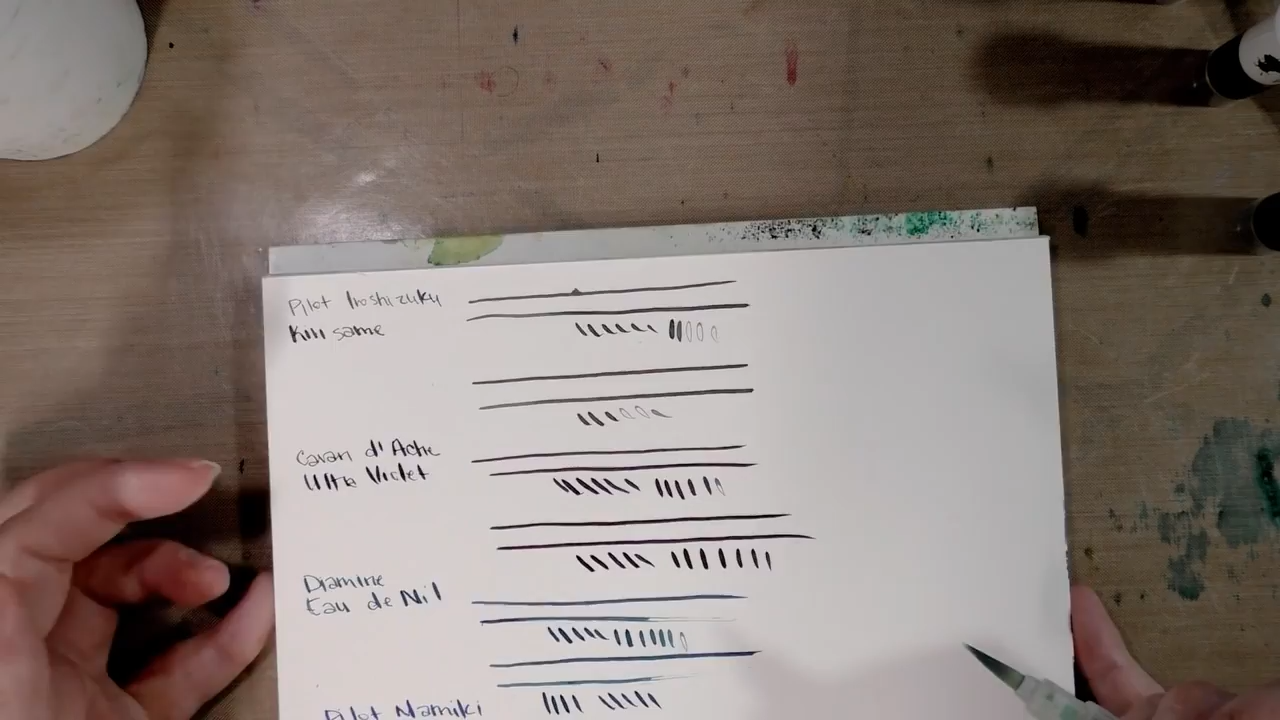 Pilot Iroshizuku
Kiri same
Caran d'Ache
Ultra Violet
Diamine
Eau de Nil
Pilot Namiki